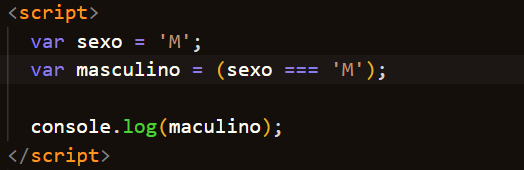 <script>
var sexo = 'M';
var masculino = (sexo === 'M');
console.log(maculino);
</script>